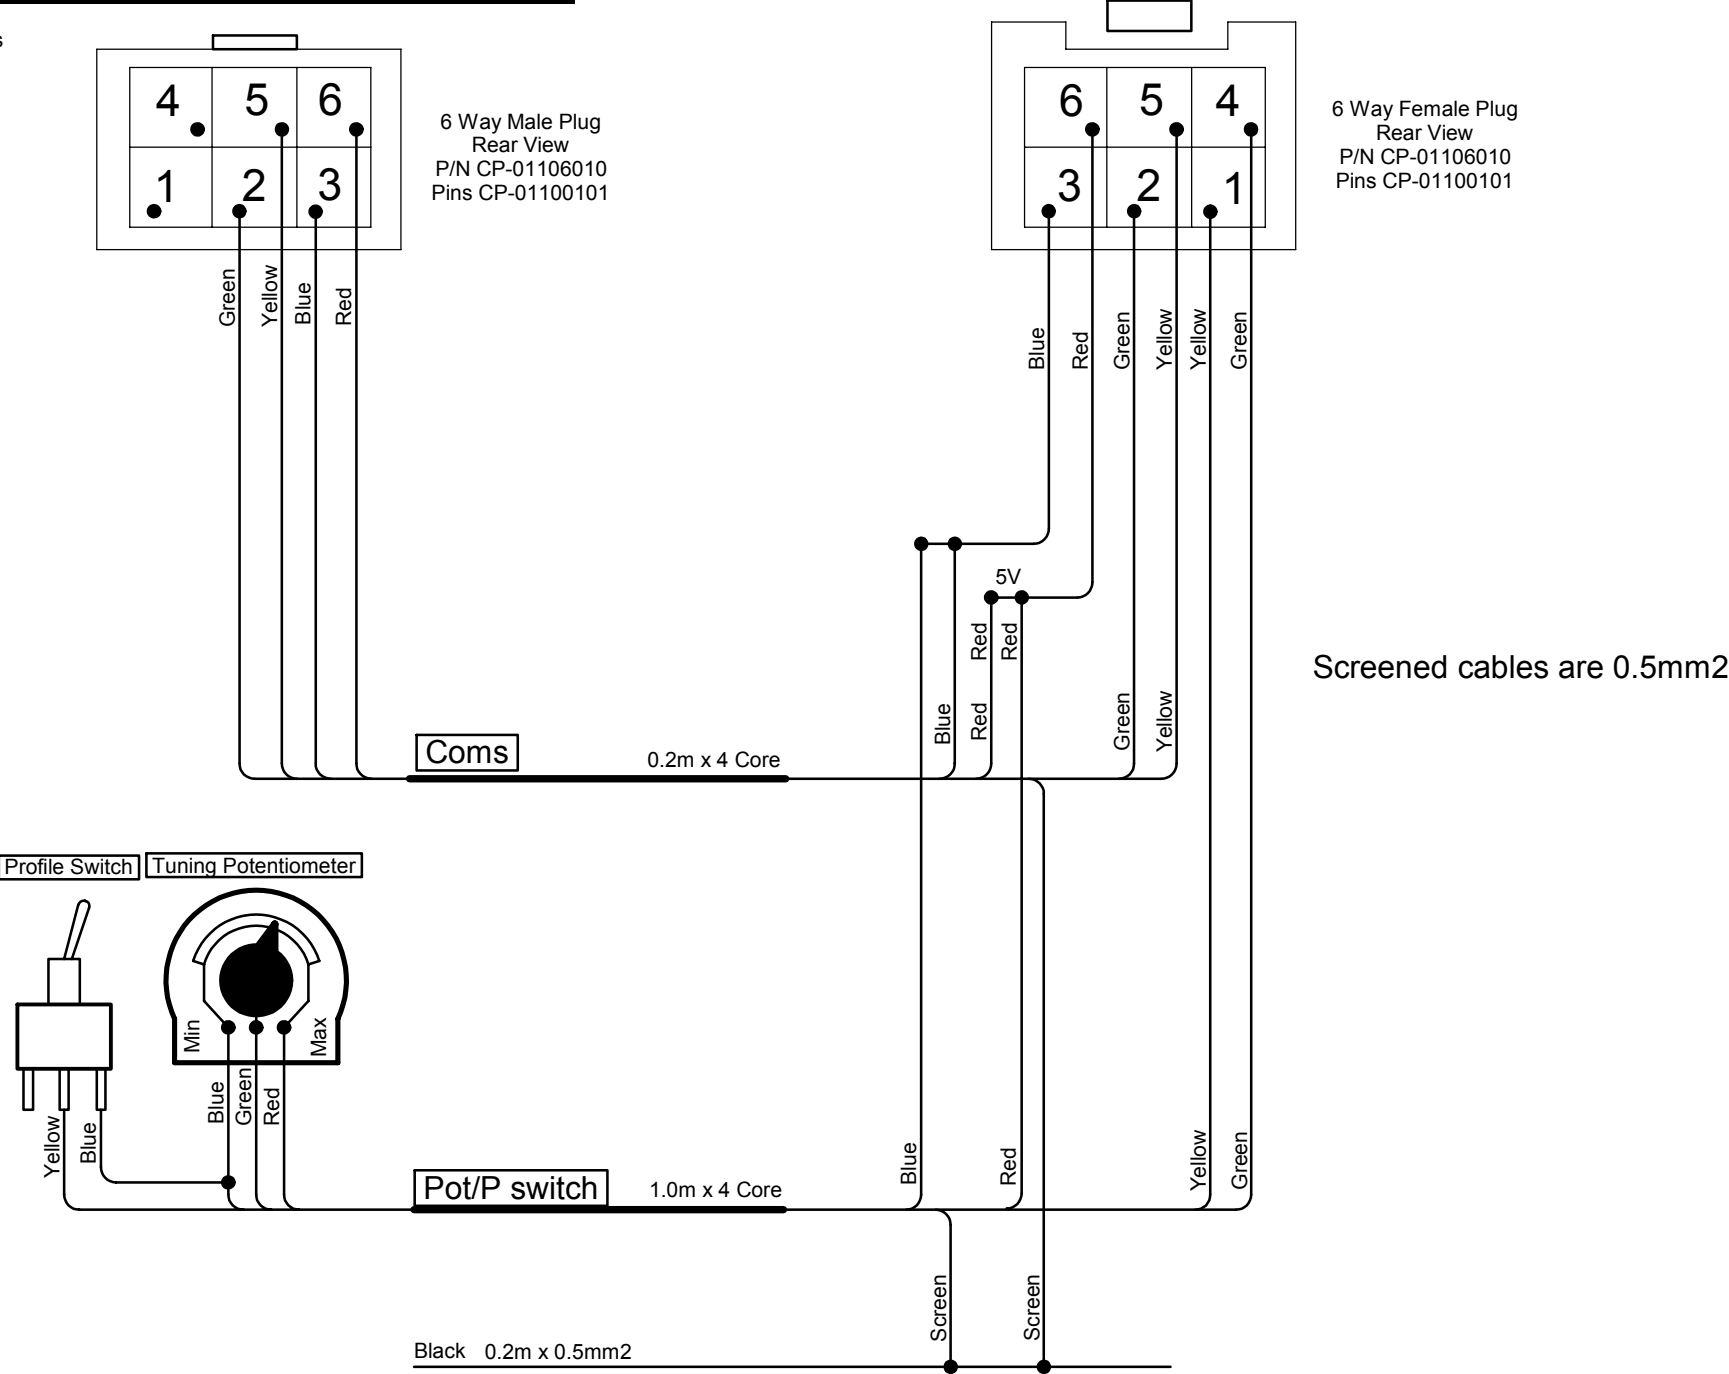 s
4 5 6
1 2 3
6 Way Male Plug
Rear View
P/N CP-01106010
Pins CP-01100101
6 5 4
3 2 1
6 Way Female Plug
Rear View
P/N CP-01106010
Pins CP-01100101
Green
Yellow
Blue
Red
Blue
Red
Green
Yellow
Yellow
Green
5V
Red
Red
Screened cables are 0.5mm2
Blue
Red
Green
Yellow
Coms
0.2m x 4 Core
Profile Switch
Tuning Potentiometer
Min
Max
Blue
Green
Red
Yellow
Blue
Blue
Red
Yellow
Green
Pot/P switch
1.0m x 4 Core
Screen
Screen
Black 0.2m x 0.5mm2